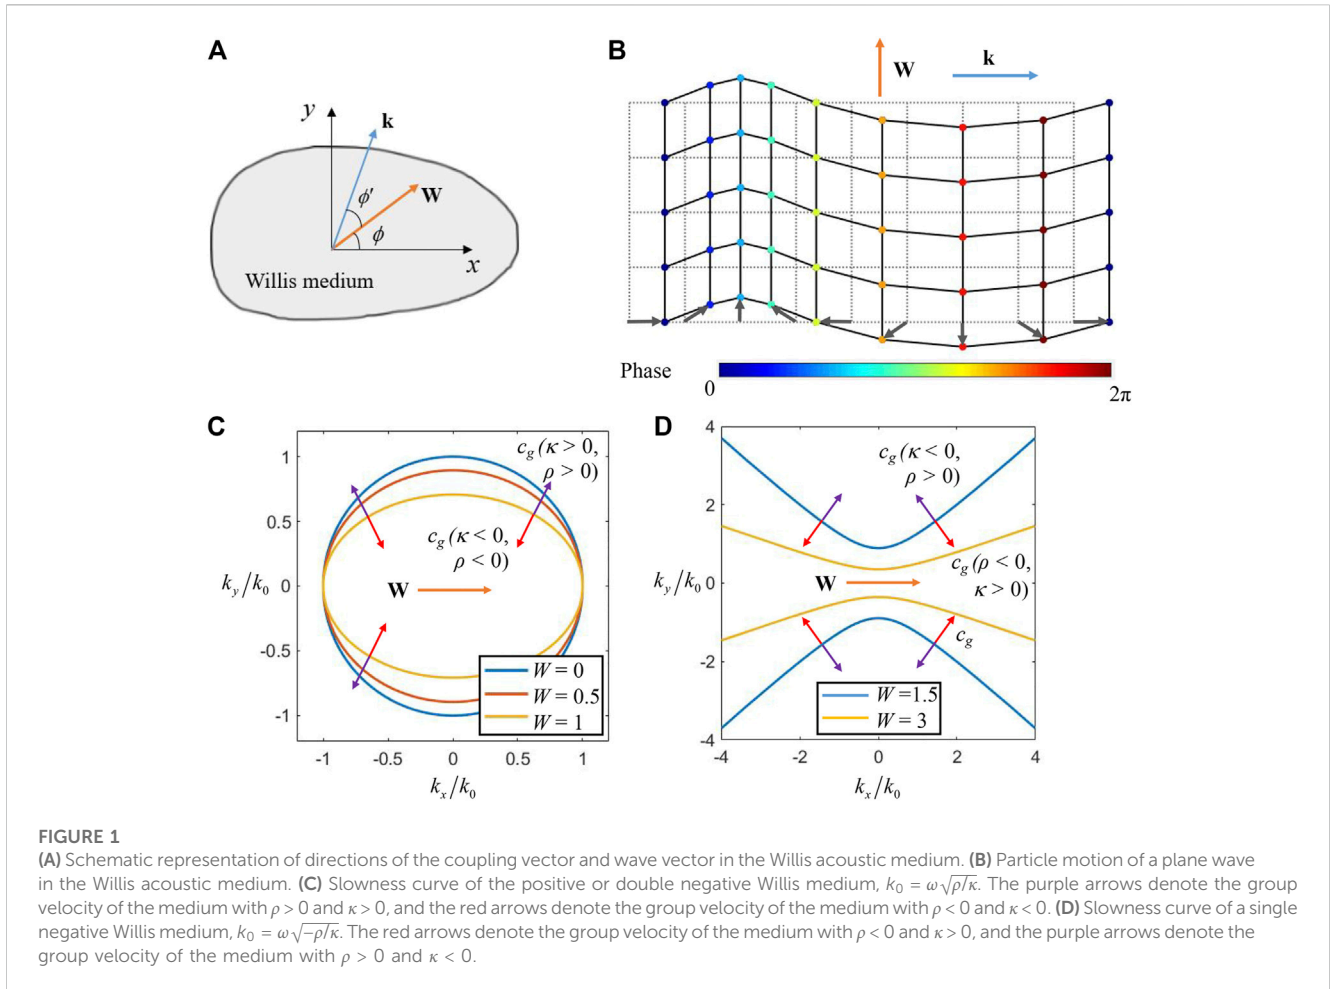 A
y
k
W
ϕ′
ϕ
x
Willis medium
B
W
k
Phase
0
2π
C
c_g (κ > 0,
ρ > 0)
c_g (κ < 0,
ρ < 0)
W
k_y/k_0
1
0.5
0
-0.5
-1
W = 0
W = 0.5
W = 1
-1 -0.5 0 0.5 1
k_x/k_0
D
c_g (κ < 0,
ρ > 0)
c_g (ρ < 0,
κ > 0)
W
c_g
k_y/k_0
4
2
0
-2
-4
W =1.5
W = 3
-4 -2 0 2 4
k_x/k_0
FIGURE 1
(A) Schematic representation of directions of the coupling vector and wave vector in the Willis acoustic medium. (B) Particle motion of a plane wave
in the Willis acoustic medium. (C) Slowness curve of the positive or double negative Willis medium, k_0 = ω√ρ/κ. The purple arrows denote the group
velocity of the medium with ρ > 0 and κ > 0, and the red arrows denote the group velocity of the medium with ρ < 0 and κ < 0. (D) Slowness curve of a single
negative Willis medium, k_0 = ω√−ρ/κ. The red arrows denote the group velocity of the medium with ρ < 0 and κ > 0, and the purple arrows denote the
group velocity of the medium with ρ > 0 and κ < 0.